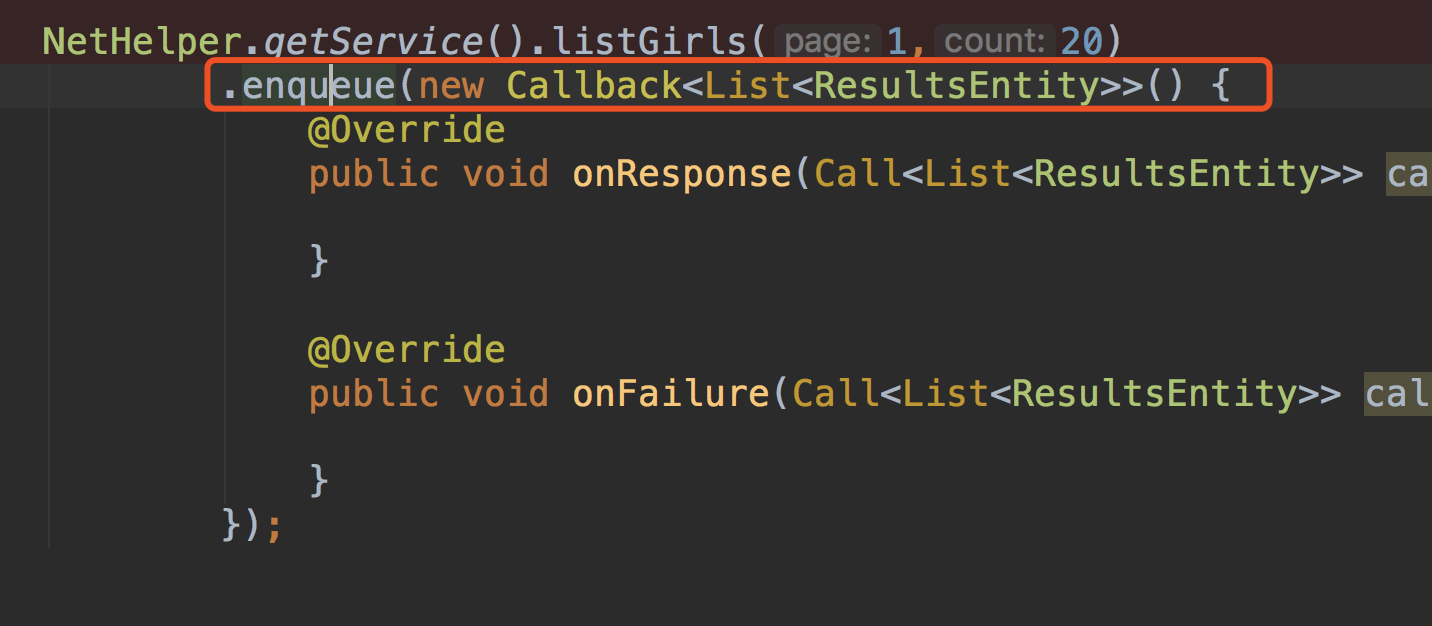 NetHelper.getService().listGirls( page: 1, count: 20)
.enqueue(new Callback<List<ResultsEntity>>() {
@Override
public void onResponse(Call<List<ResultsEntity>> ca
}
@Override
public void onFailure(Call<List<ResultsEntity>> cal
}
});